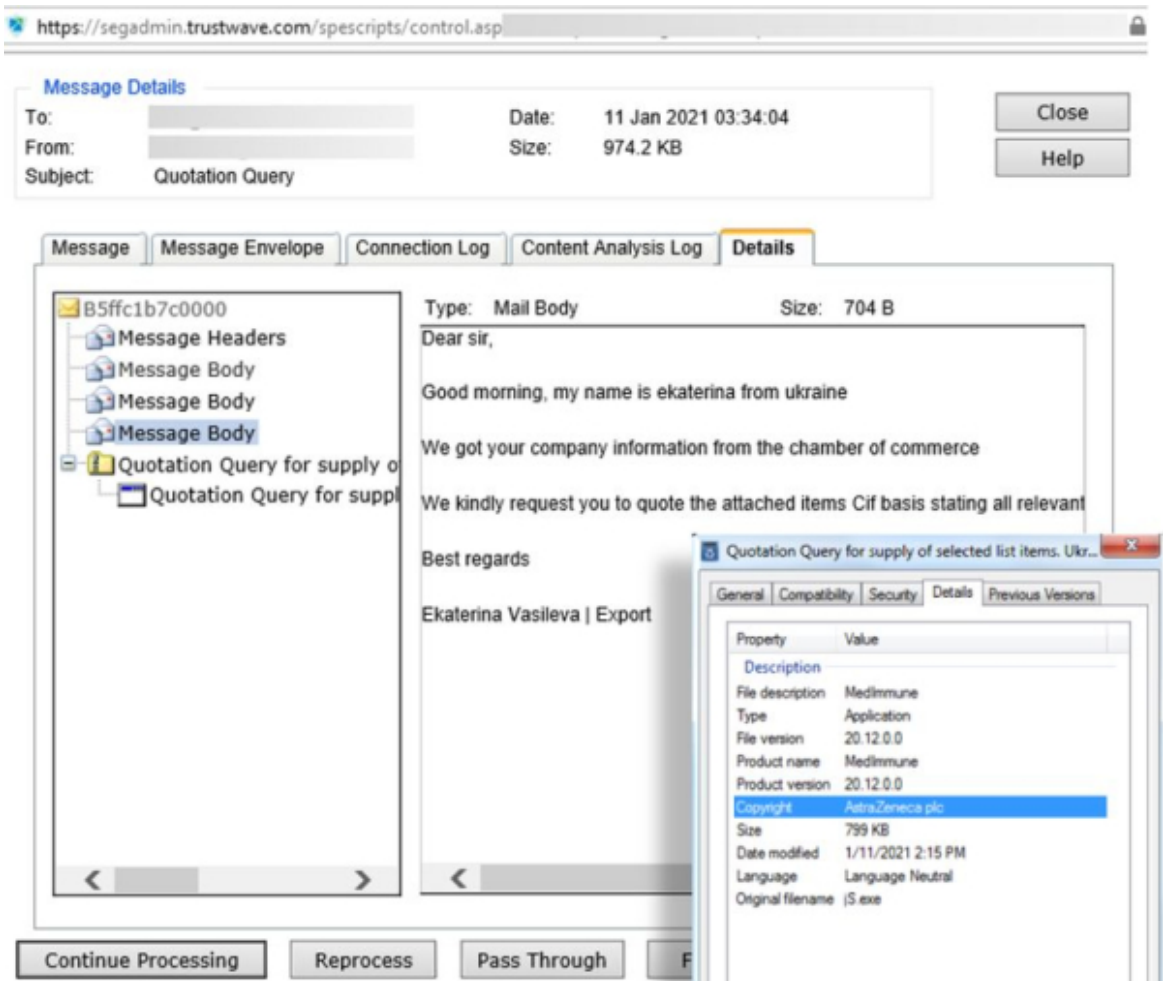 https://segadmin.trustwave.com/spescripts/control.asp
Message Details
To:
Date: 11 Jan 2021 03:34:04
From:
Size: 974.2 KB
Subject: Quotation Query
Close
Help
Message Message Envelope Connection Log Content Analysis Log Details
B5ffc1b7c0000
Message Headers
Message Body
Message Body
Message Body
Quotation Query for supply o
Quotation Query for suppl
Type: Mail Body Size: 704 B
Dear sir,
Good morning, my name is ekaterina from ukraine
We got your company information from the chamber of commerce
We kindly request you to quote the attached items Cif basis stating all relevant
Best regards
Ekaterina Vasileva | Export
Quotation Query for supply of selected list items. Ukr...
General Compatibility Security Details Previous Versions
Property Value
Description
File description MedImmune
Type Application
File version 20.12.0.0
Product name MedImmune
Product version 20.12.0.0
Copyright AstraZeneca plc
Size 799 KB
Date modified 1/11/2021 2:15 PM
Language Language Neutral
Original filename jS.exe
Continue Processing Reprocess Pass Through F